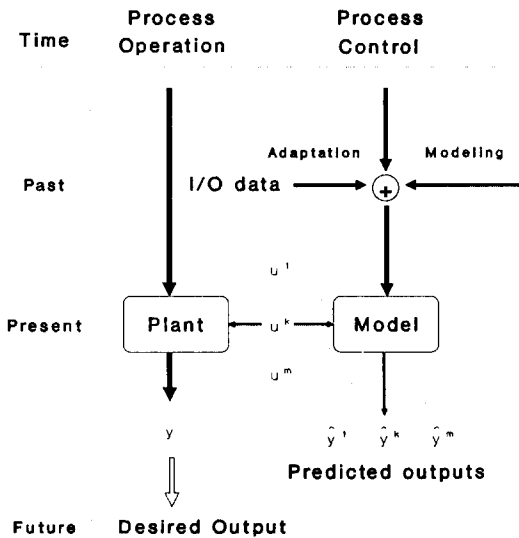 Time
Process Operation
Process Control
Adaptation
Modeling
Past
I/O data
+
u¹
Present
Plant
uᵏ
Model
uᵐ
y
ŷ¹ ŷᵏ ŷᵐ
Predicted outputs
Future
Desired Output